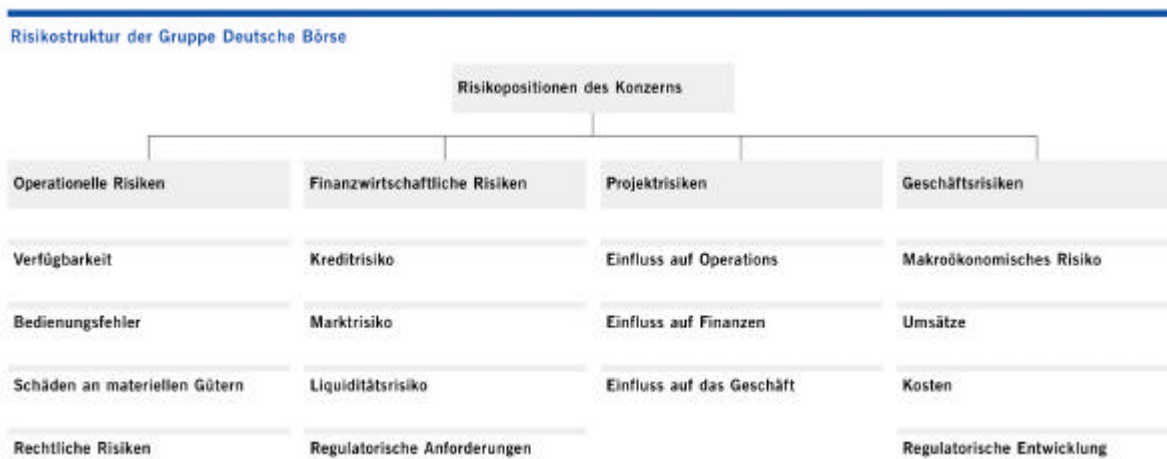 Risikostruktur der Gruppe Deutsche Börse
Risikopositionen des Konzerns
Operationelle Risiken
Finanzwirtschaftliche Risiken
Projektrisiken
Geschäftsrisiken
Verfügbarkeit
Kreditrisiko
Einfluss auf Operations
Makroökonomisches Risiko
Bedienungsfehler
Marktrisiko
Einfluss auf Finanzen
Umsätze
Schäden an materiellen Gütern
Liquiditätsrisiko
Einfluss auf das Geschäft
Kosten
Rechtliche Risiken
Regulatorische Anforderungen
Regulatorische Entwicklung